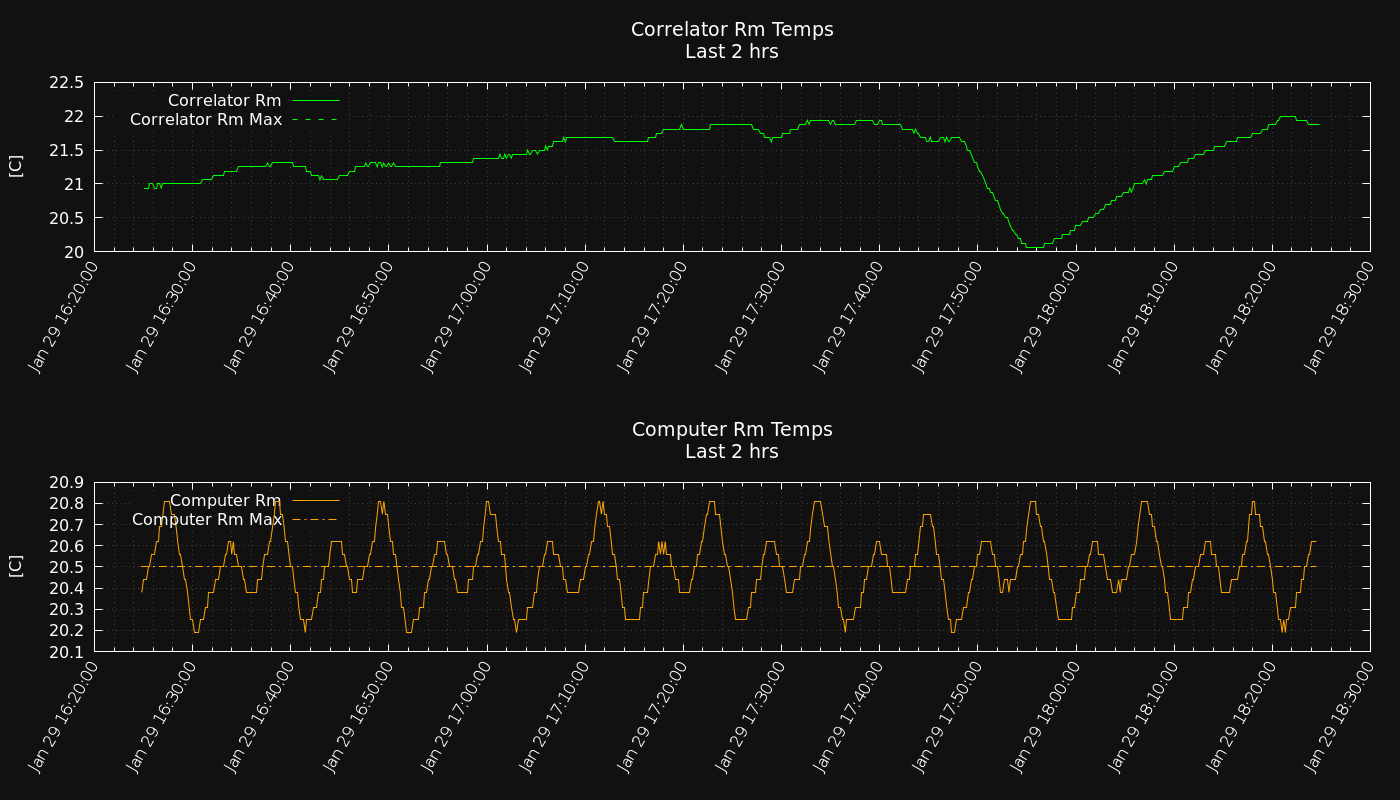 Correlator Rm Temps
Last 2 hrs
[C]
22.5
22
21.5
21
20.5
20
Correlator Rm
Correlator Rm Max
Jan 29 16:20:00
Jan 29 16:30:00
Jan 29 16:40:00
Jan 29 16:50:00
Jan 29 17:00:00
Jan 29 17:10:00
Jan 29 17:20:00
Jan 29 17:30:00
Jan 29 17:40:00
Jan 29 17:50:00
Jan 29 18:00:00
Jan 29 18:10:00
Jan 29 18:20:00
Jan 29 18:30:00
Computer Rm Temps
Last 2 hrs
[C]
20.9
20.8
20.7
20.6
20.5
20.4
20.3
20.2
20.1
Computer Rm
Computer Rm Max
Jan 29 16:20:00
Jan 29 16:30:00
Jan 29 16:40:00
Jan 29 16:50:00
Jan 29 17:00:00
Jan 29 17:10:00
Jan 29 17:20:00
Jan 29 17:30:00
Jan 29 17:40:00
Jan 29 17:50:00
Jan 29 18:00:00
Jan 29 18:10:00
Jan 29 18:20:00
Jan 29 18:30:00